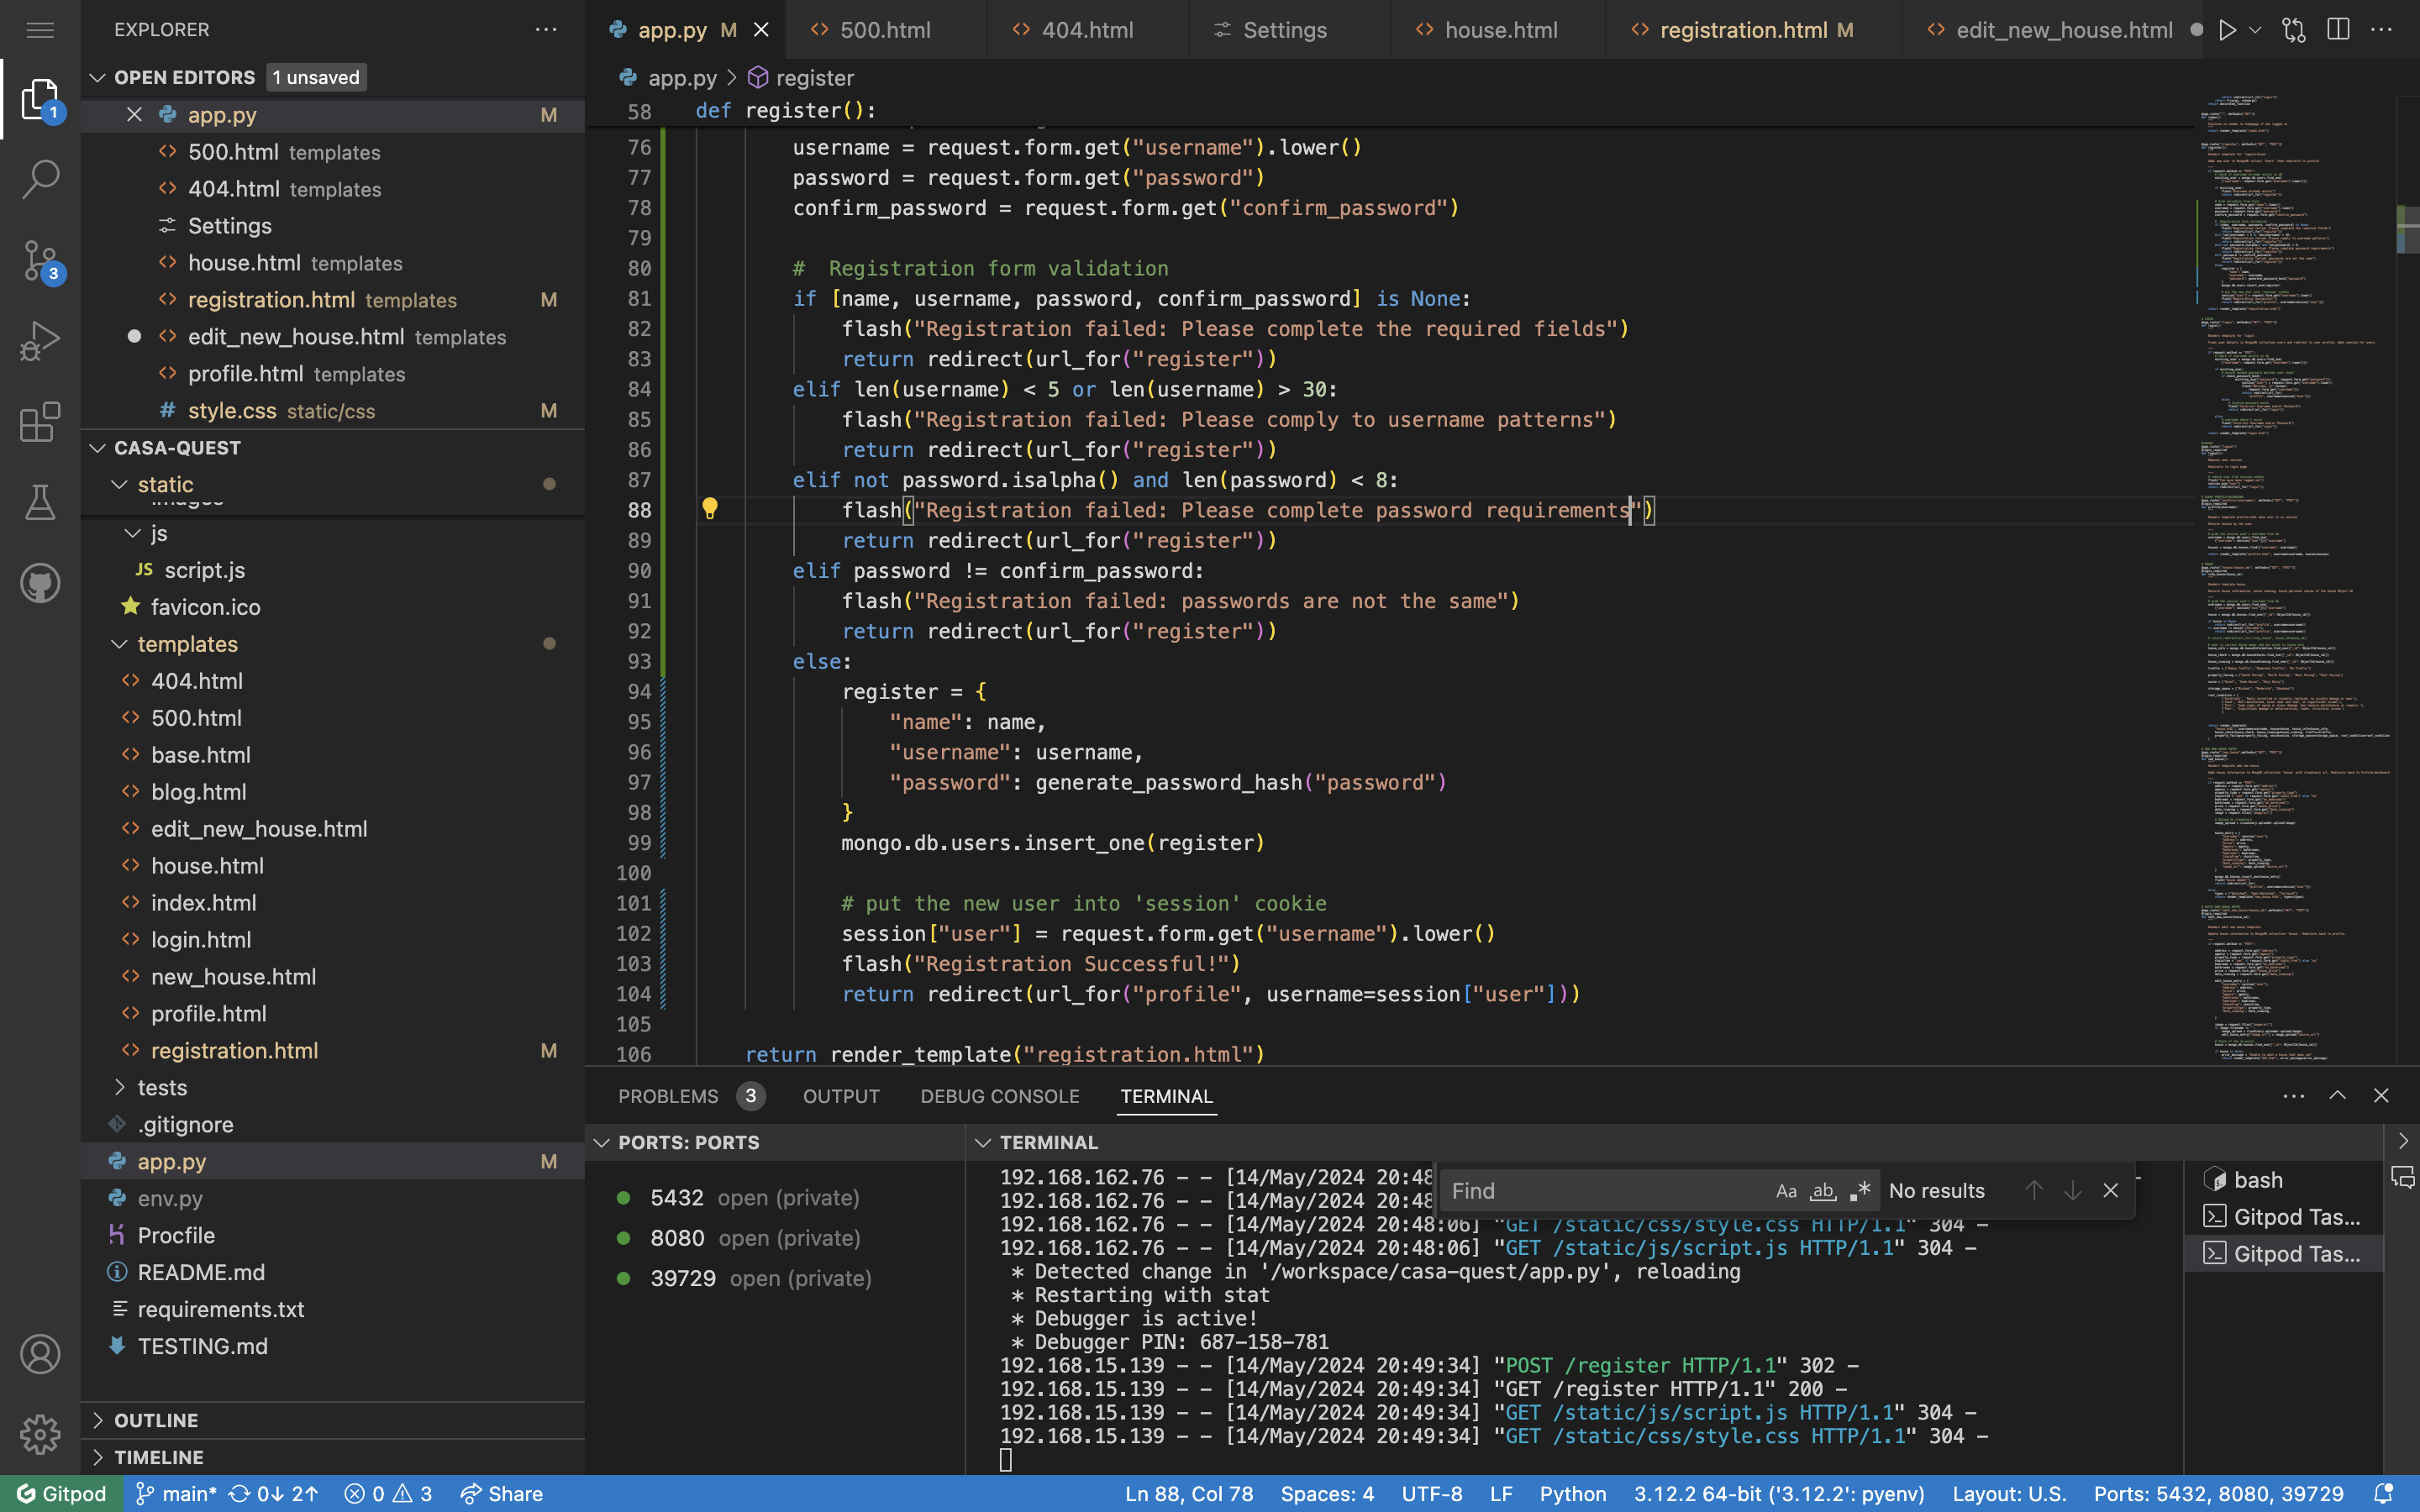 EXPLORER
OPEN EDITORS 1 unsaved
app.py M
500.html templates
404.html templates
Settings
house.html templates
registration.html templates M
edit_new_house.html templates
profile.html templates
style.css static/css M
CASA-QUEST
static
images
js
JS script.js
favicon.ico
templates
404.html
500.html
base.html
blog.html
edit_new_house.html
house.html
index.html
login.html
new_house.html
profile.html
registration.html M
tests
.gitignore
app.py M
env.py
Procfile
README.md
requirements.txt
TESTING.md
OUTLINE
TIMELINE
1
3
app.py M
500.html
404.html
Settings
house.html
registration.html M
edit_new_house.html
app.py > register
58 def register():
76 username = request.form.get("username").lower()
77 password = request.form.get("password")
78 confirm_password = request.form.get("confirm_password")
79
80 #  Registration form validation
81 if [name, username, password, confirm_password] is None:
82 flash("Registration failed: Please complete the required fields")
83 return redirect(url_for("register"))
84 elif len(username) < 5 or len(username) > 30:
85 flash("Registration failed: Please comply to username patterns")
86 return redirect(url_for("register"))
87 elif not password.isalpha() and len(password) < 8:
88 flash("Registration failed: Please complete password requirements")
89 return redirect(url_for("register"))
90 elif password != confirm_password:
91 flash("Registration failed: passwords are not the same")
92 return redirect(url_for("register"))
93 else:
94 register = {
95 "name": name,
96 "username": username,
97 "password": generate_password_hash("password")
98 }
99 mongo.db.users.insert_one(register)
100
101 # put the new user into 'session' cookie
102 session["user"] = request.form.get("username").lower()
103 flash("Registration Successful!")
104 return redirect(url_for("profile", username=session["user"]))
105
106 return render_template("registration.html")
PROBLEMS 3 OUTPUT DEBUG CONSOLE TERMINAL
PORTS: PORTS
5432 open (private)
8080 open (private)
39729 open (private)
TERMINAL
192.168.162.76 - - [14/May/2024 20:48
192.168.162.76 - - [14/May/2024 20:48
192.168.162.76 - - [14/May/2024 20:48:06] "GET /static/css/style.css HTTP/1.1" 304 -
192.168.162.76 - - [14/May/2024 20:48:06] "GET /static/js/script.js HTTP/1.1" 304 -
* Detected change in '/workspace/casa-quest/app.py', reloading
* Restarting with stat
* Debugger is active!
* Debugger PIN: 687-158-781
192.168.15.139 - - [14/May/2024 20:49:34] "POST /register HTTP/1.1" 302 -
192.168.15.139 - - [14/May/2024 20:49:34] "GET /register HTTP/1.1" 200 -
192.168.15.139 - - [14/May/2024 20:49:34] "GET /static/js/script.js HTTP/1.1" 304 -
192.168.15.139 - - [14/May/2024 20:49:34] "GET /static/css/style.css HTTP/1.1" 304 -
Find Aa ab .* No results
bash
Gitpod Tas...
Gitpod Tas...
Gitpod main* 0↓ 2↑ 0 3 Share
Ln 88, Col 78 Spaces: 4 UTF-8 LF Python 3.12.2 64-bit ('3.12.2': pyenv) Layout: U.S. Ports: 5432, 8080, 39729